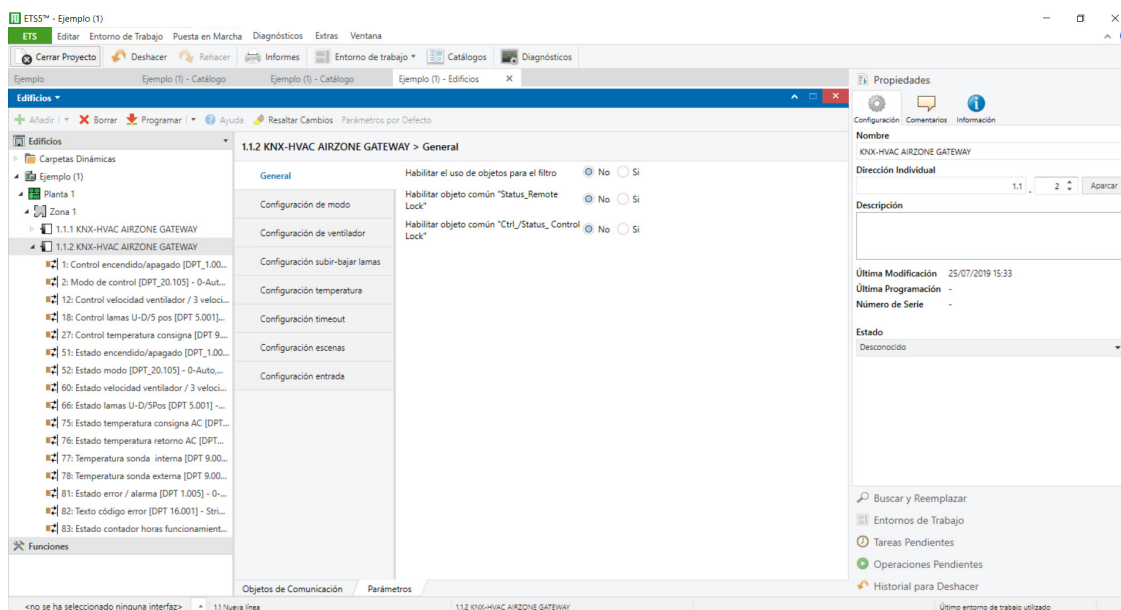 ETS5™ - Ejemplo (1)
ETS Editar Entorno de Trabajo Puesta en Marcha Diagnósticos Extras Ventana
Cerrar Proyecto Deshacer Rehacer Informes Entorno de trabajo Catálogos Diagnósticos
Ejemplo Ejemplo (1) - Catálogo Ejemplo (1) - Catálogo Ejemplo (1) - Edificios X
Edificios
Añadir Borrar Programar Ayuda Resaltar Cambios Parámetros por Defecto
Edificios
Carpetas Dinámicas
Ejemplo (1)
Planta 1
Zona 1
1.1.1 KNX-HVAC AIRZONE GATEWAY
1.1.2 KNX-HVAC AIRZONE GATEWAY
1: Control encendido/apagado [DPT_1.00...
2: Modo de control [DPT_20.105] - 0-Aut...
12: Control velocidad ventilador / 3 veloci...
18: Control lamas U-D/5 pos [DPT 5.001]...
27: Control temperatura consigna [DPT 9....
51: Estado encendido/apagado [DPT_1.00...
52: Estado modo [DPT_20.105] - 0-Auto,...
60: Estado velocidad ventilador / 3 veloci...
66: Estado lamas U-D/5Pos [DPT 5.001] -...
75: Estado temperatura consigna AC [DPT...
76: Estado temperatura retorno AC [DPT...
77: Temperatura sonda interna [DPT 9.00...
78: Temperatura sonda externa [DPT 9.00...
81: Estado error / alarma [DPT 1.005] - 0-...
82: Texto código error [DPT 16.001] - Stri...
83: Estado contador horas funcionamient...
Funciones
1.1.2 KNX-HVAC AIRZONE GATEWAY > General
General
Configuración de modo
Configuración de ventilador
Configuración subir-bajar lamas
Configuración temperatura
Configuración timeout
Configuración escenas
Configuración entrada
Habilitar el uso de objetos para el filtro No Si
Habilitar objeto común "Status_Remote
Lock" No Si
Habilitar objeto común "Ctrl_/Status_ Control
Lock" No Si
Objetos de Comunicación Parámetros
Propiedades
Configuración Comentarios Información
Nombre
KNX-HVAC AIRZONE GATEWAY
Dirección Individual
1.1 . 2 Aparcar
Descripción
Última Modificación 25/07/2019 15:33
Última Programación -
Número de Serie -
Estado
Desconocido
Buscar y Reemplazar
Entornos de Trabajo
Tareas Pendientes
Operaciones Pendientes
Historial para Deshacer
<no se ha seleccionado ninguna interfaz> 1.1 Nueva línea 1.1.2 KNX-HVAC AIRZONE GATEWAY Último entorno de trabajo utilizado